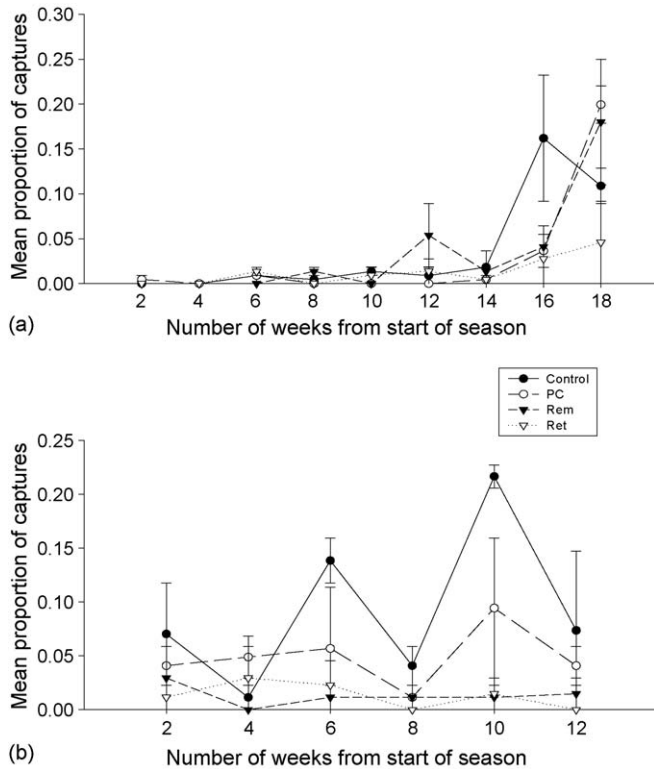 0.30
0.25
0.20
0.15
0.10
0.05
0.00
Mean proportion of captures
2 4 6 8 10 12 14 16 18
(a)
Number of weeks from start of season
Control
PC
Rem
Ret
0.25
0.20
0.15
0.10
0.05
0.00
Mean proportion of captures
2 4 6 8 10 12
(b)
Number of weeks from start of season